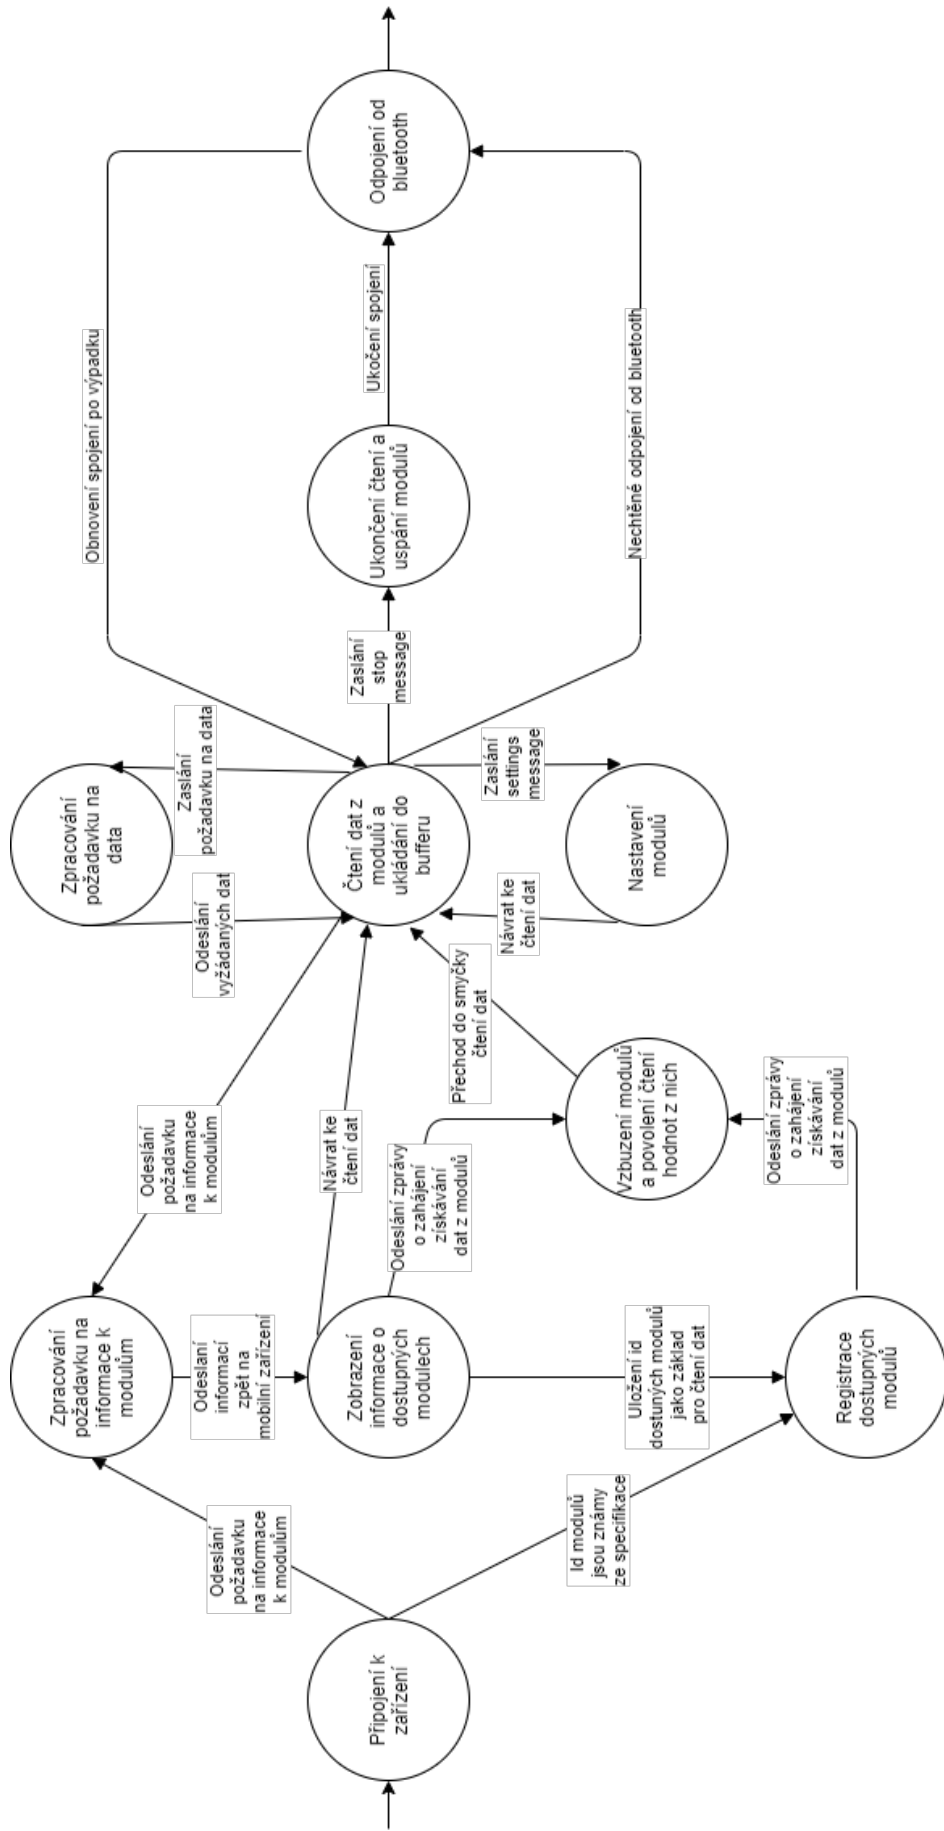 Připojení k
zařízení
Odeslání
požadavku
na informace
k modulům
Id modulů
jsou známy
ze specifikace
Zpracování
požadavku na
informace k
modulům
Odeslaní
informací
zpět na
mobilní zařízení
Zobrazení
informace o
dostupných
modulech
Uložení id
dostuných modulů
jako základ
pro čtení dat
Registrace
dostupných
modulů
Odeslání
požadavku
na informace
k modulům
Návrat ke
čtení dat
Odeslání zprávy
o zahájení
získávání
dat z modulů
Vzbuzení modulů
a povolení čtení
hodnot z nich
Odeslání zprávy
o zahájení
získávání
dat z modulů
Přechod do smyčky
čtení dat
Odeslání
vyžádaných dat
Návrat ke
čtení dat
Zpracování
požadavku na
data
Čtení dat z
modulů a
ukládání do
bufferu
Nastavení
modulů
Zaslání
požadavku na data
Zaslání
settings
message
Zaslání
stop
message
Obnovení spojení po výpadku
Ukončení čtení a
uspání modulů
Nechtěné odpojení od bluetooth
Ukočení spojení
Odpojení od
bluetooth